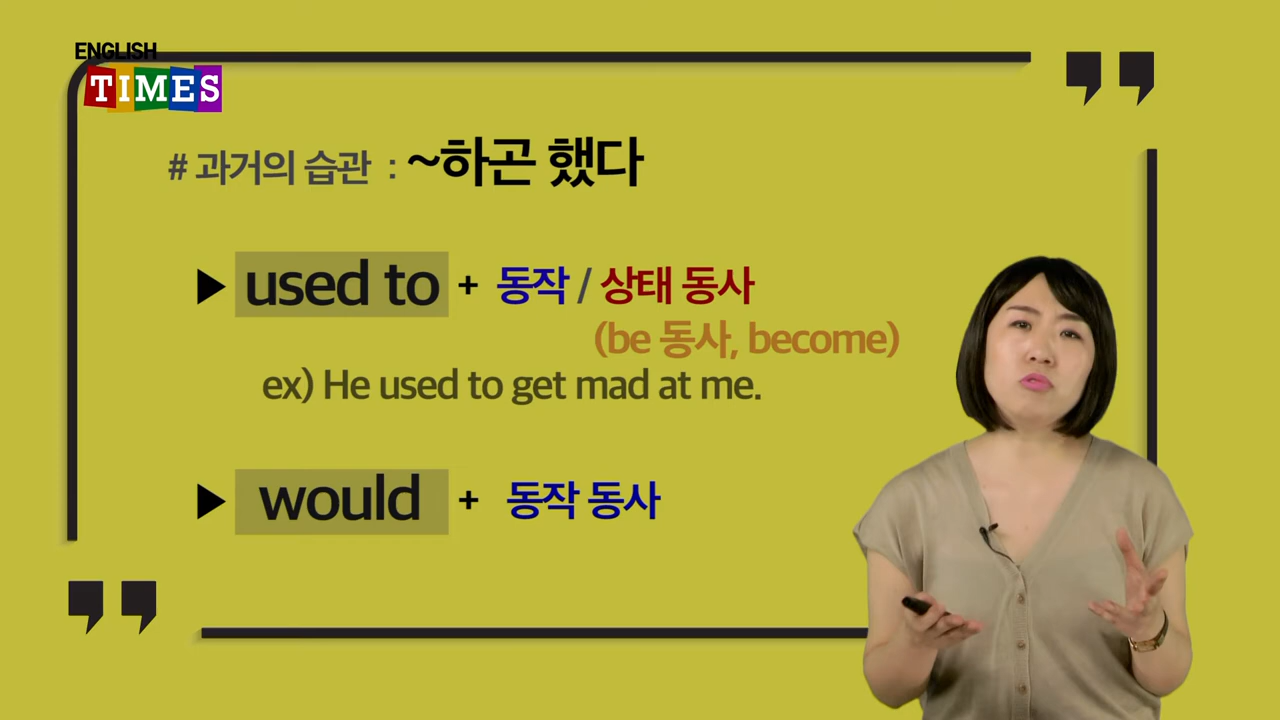 ENGLISH
TIMES
# 과거의 습관 : ~하곤 했다
▶ used to + 동작 / 상태 동사
(be 동사, become)
ex) He used to get mad at me.
▶ would + 동작 동사